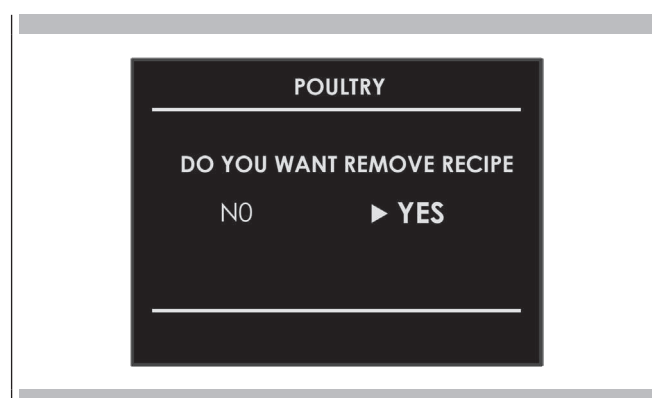 POULTRY
DO YOU WANT REMOVE RECIPE
N0 ▶ YES